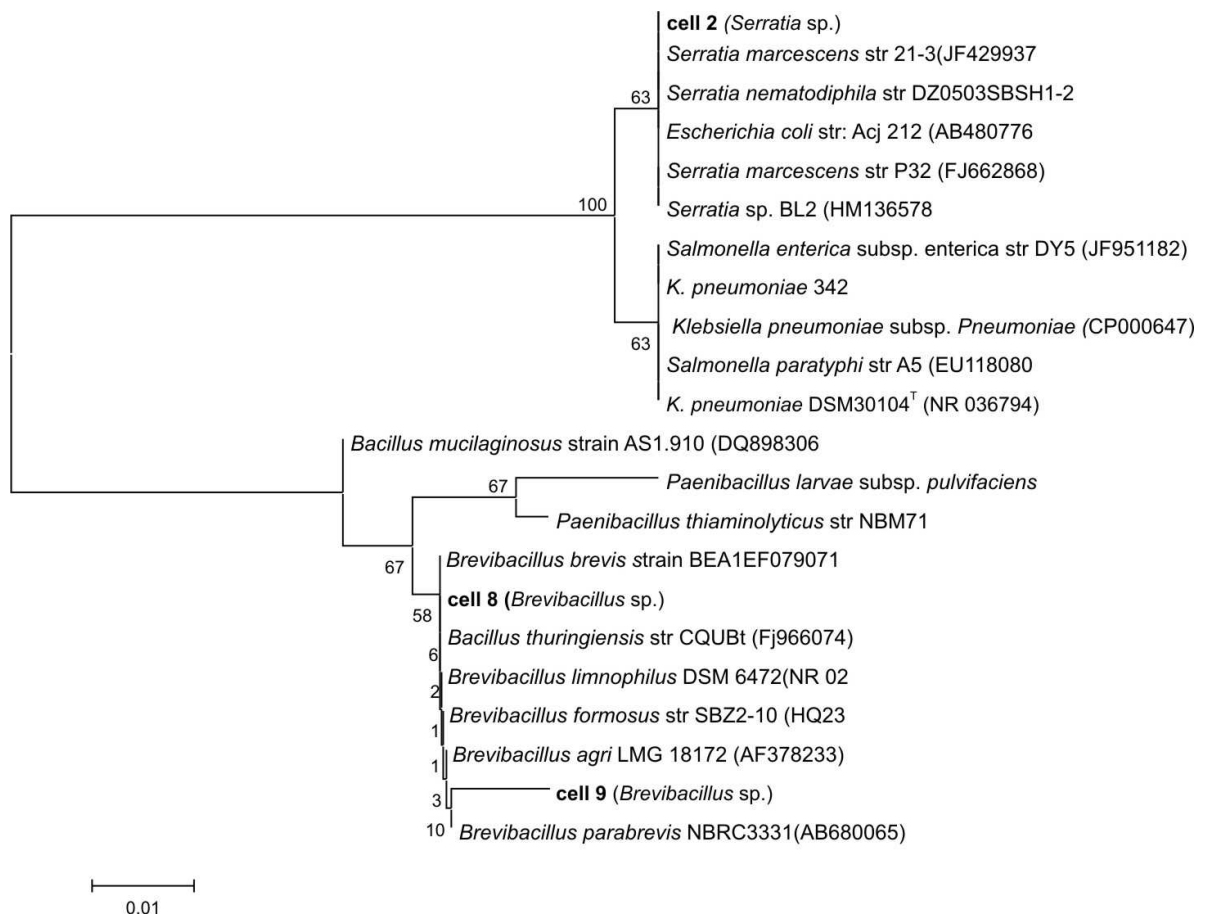 cell 2 (Serratia sp.)
Serratia marcescens str 21-3(JF429937
63
Serratia nematodiphila str DZ0503SBSH1-2
Escherichia coli str: Acj 212 (AB480776
Serratia marcescens str P32 (FJ662868)
100
Serratia sp. BL2 (HM136578
Salmonella enterica subsp. enterica str DY5 (JF951182)
K. pneumoniae 342
Klebsiella pneumoniae subsp. Pneumoniae (CP000647)
63
Salmonella paratyphi str A5 (EU118080
K. pneumoniae DSM30104ᵀ (NR 036794)
Bacillus mucilaginosus strain AS1.910 (DQ898306
67
Paenibacillus larvae subsp. pulvifaciens
Paenibacillus thiaminolyticus str NBM71
Brevibacillus brevis strain BEA1EF079071
67
cell 8 (Brevibacillus sp.)
58
Bacillus thuringiensis str CQUBt (Fj966074)
6
Brevibacillus limnophilus DSM 6472(NR 02
2
Brevibacillus formosus str SBZ2-10 (HQ23
1
Brevibacillus agri LMG 18172 (AF378233)
1
cell 9 (Brevibacillus sp.)
3
10
Brevibacillus parabrevis NBRC3331(AB680065)
0.01